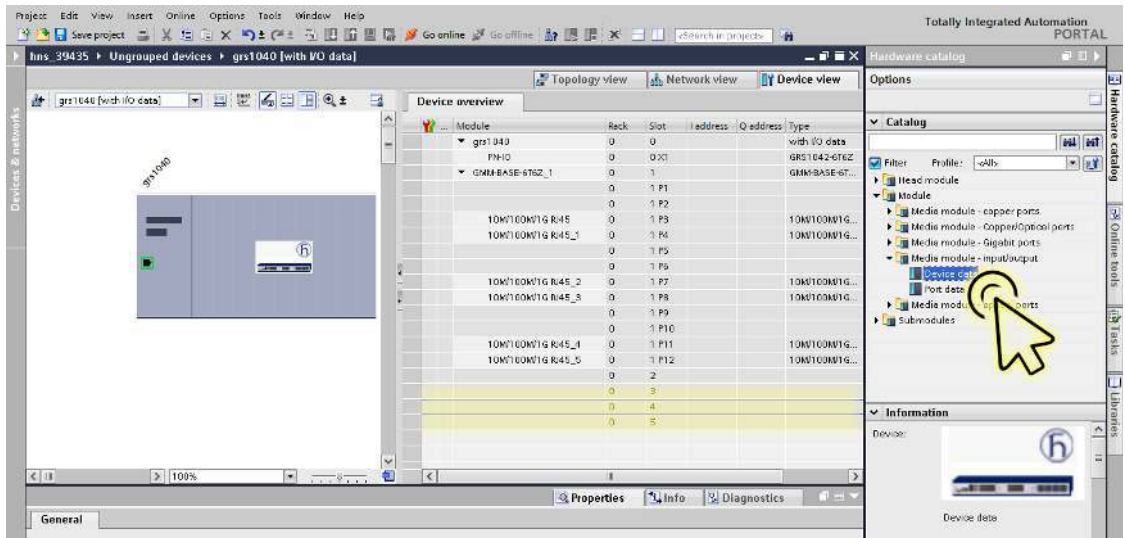 Project Edit View Insert Online Options Tools Window Help
Totally Integrated Automation
PORTAL
Save project
Go online
Go offline
<Search in project>
hns_39435 ▸ Ungrouped devices ▸ grs1040 [with I/O data]
Hardware catalog
Topology view
Network view
Device view
Options
grs1040 [with I/O data]
Device overview
Catalog
... Module Rack Slot I address Q address Type
grs1040 0 0 with I/O data
PN-IO 0 0 X1 GRS1042-6T6Z
GMM-BASE-6T6Z_1 0 1 GMM-BASE-6T...
0 1 P1
0 1 P2
10M/100M/1G RJ45 0 1 P3 10M/100M/1G...
10M/100M/1G RJ45_1 0 1 P4 10M/100M/1G...
0 1 P5
0 1 P6
10M/100M/1G RJ45_2 0 1 P7 10M/100M/1G...
10M/100M/1G RJ45_3 0 1 P8 10M/100M/1G...
0 1 P9
0 1 P10
10M/100M/1G RJ45_4 0 1 P11 10M/100M/1G...
10M/100M/1G RJ45_5 0 1 P12 10M/100M/1G...
0 2
0 3
0 4
0 5
grs1040
Filter Profile: <All>
Head module
Module
Media module - copper ports
Media module - Copper/Optical ports
Media module - Gigabit ports
Media module - input/output
Device data
Port data
Media modu ports
Submodules
Information
Device:
Device data
100%
Properties
Info
Diagnostics
General
Devices & networks
Hardware catalog
Online tools
Tasks
Libraries